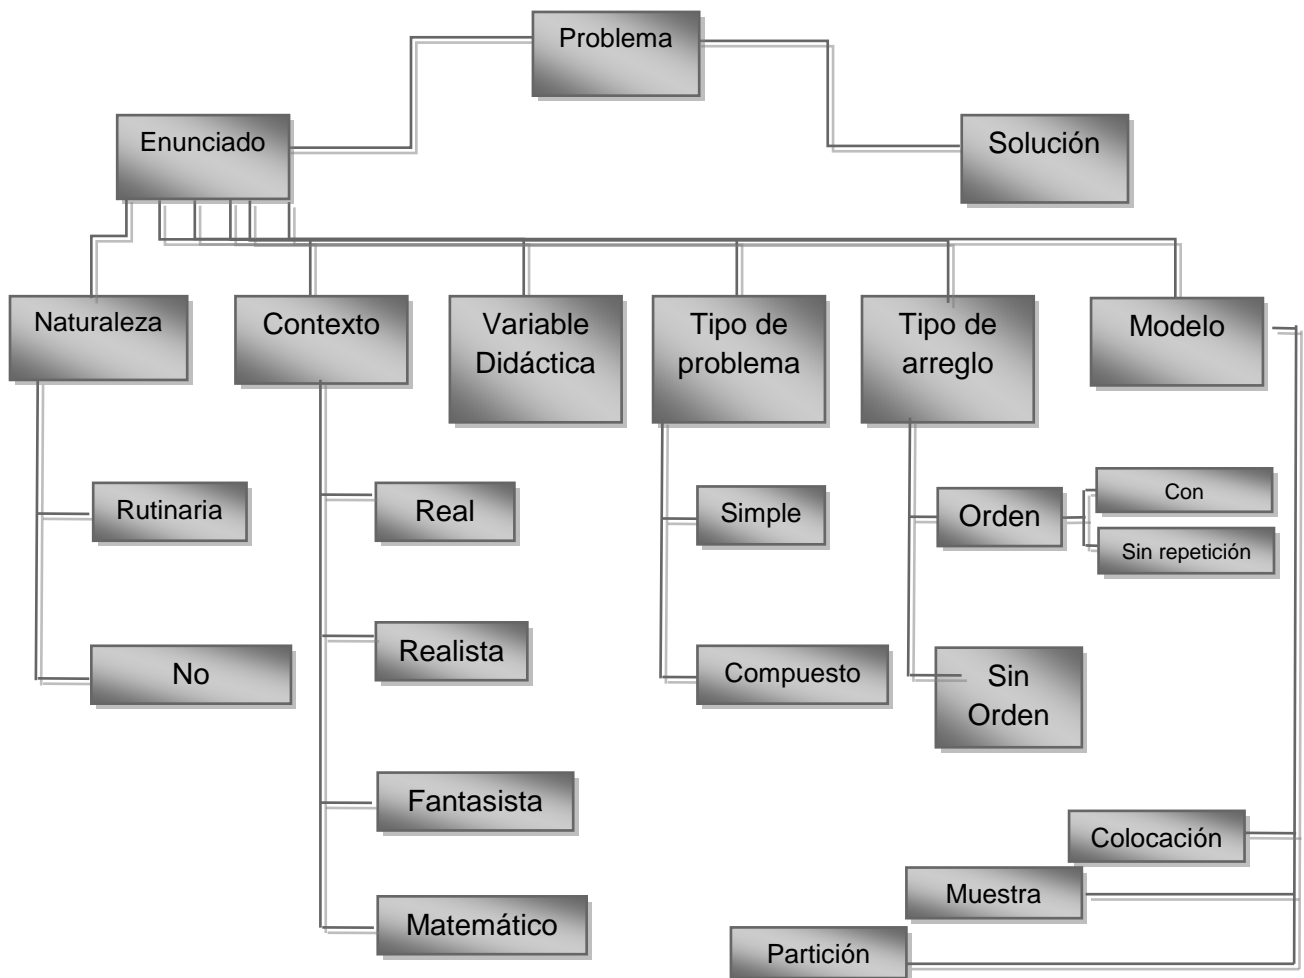 Problema
Enunciado
Solución
Naturaleza
Contexto
Variable
Didáctica
Tipo de
problema
Tipo de
arreglo
Modelo
Rutinaria
No
Real
Realista
Fantasista
Matemático
Simple
Compuesto
Orden
Con
Sin repetición
Sin
Orden
Colocación
Muestra
Partición